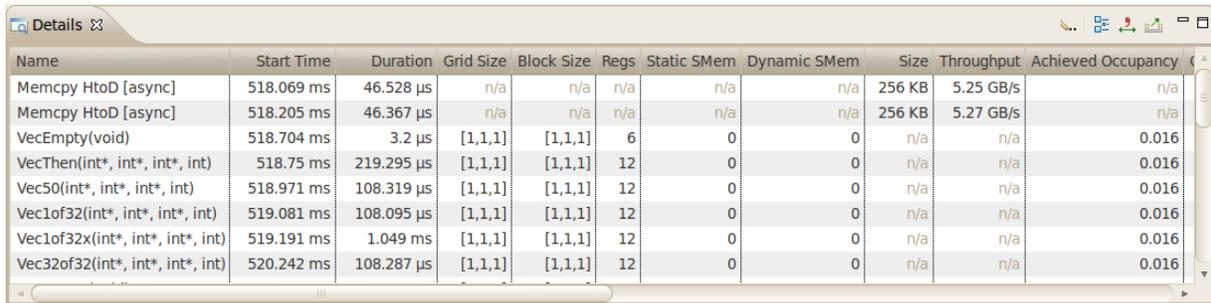 Details
Name Start Time Duration Grid Size Block Size Regs Static SMem Dynamic SMem Size Throughput Achieved Occupancy
Memcpy HtoD [async] 518.069 ms 46.528 µs n/a n/a n/a n/a n/a 256 KB 5.25 GB/s n/a
Memcpy HtoD [async] 518.205 ms 46.367 µs n/a n/a n/a n/a n/a 256 KB 5.27 GB/s n/a
VecEmpty(void) 518.704 ms 3.2 µs [1,1,1] [1,1,1] 6 0 0 n/a n/a 0.016
VecThen(int*, int*, int*, int) 518.75 ms 219.295 µs [1,1,1] [1,1,1] 12 0 0 n/a n/a 0.016
Vec50(int*, int*, int*, int) 518.971 ms 108.319 µs [1,1,1] [1,1,1] 12 0 0 n/a n/a 0.016
Vec1of32(int*, int*, int*, int) 519.081 ms 108.095 µs [1,1,1] [1,1,1] 12 0 0 n/a n/a 0.016
Vec1of32x(int*, int*, int*, int) 519.191 ms 1.049 ms [1,1,1] [1,1,1] 12 0 0 n/a n/a 0.016
Vec32of32(int*, int*, int*, int) 520.242 ms 108.287 µs [1,1,1] [1,1,1] 12 0 0 n/a n/a 0.016